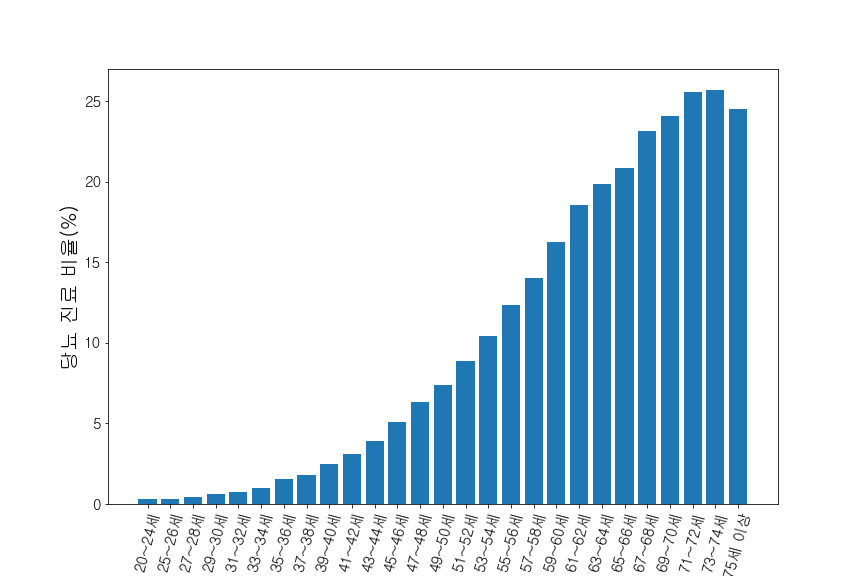 25
20
15
10
5
0
당뇨 진료 비율(%)
20~24세
25~26세
27~28세
29~30세
31~32세
33~34세
35~36세
37~38세
39~40세
41~42세
43~44세
45~46세
47~48세
49~50세
51~52세
53~54세
55~56세
57~58세
59~60세
61~62세
63~64세
65~66세
67~68세
69~70세
71~72세
73~74세
75세 이상